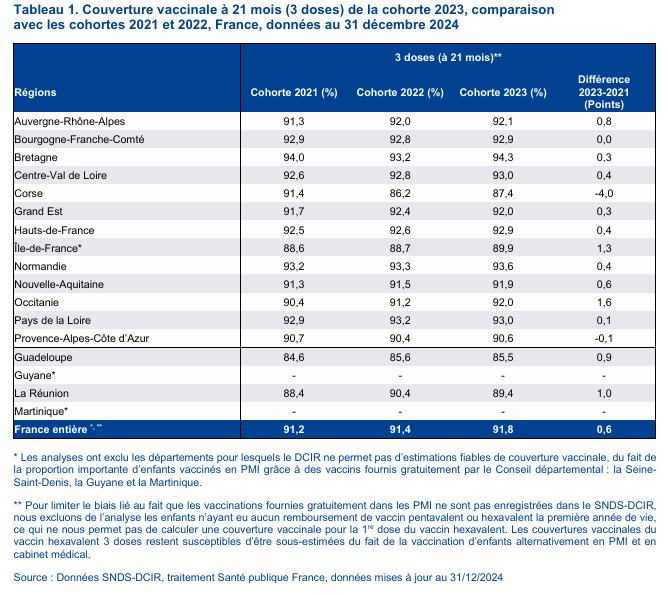 Tableau 1. Couverture vaccinale à 21 mois (3 doses) de la cohorte 2023, comparaison
avec les cohortes 2021 et 2022, France, données au 31 décembre 2024
3 doses (à 21 mois)**
Régions Cohorte 2021 (%) Cohorte 2022 (%) Cohorte 2023 (%) Différence
2023-2021
(Points)
Auvergne-Rhône-Alpes 91,3 92,0 92,1 0,8
Bourgogne-Franche-Comté 92,9 92,8 92,9 0,0
Bretagne 94,0 93,2 94,3 0,3
Centre-Val de Loire 92,6 92,8 93,0 0,4
Corse 91,4 86,2 87,4 -4,0
Grand Est 91,7 92,4 92,0 0,3
Hauts-de-France 92,5 92,6 92,9 0,4
Île-de-France* 88,6 88,7 89,9 1,3
Normandie 93,2 93,3 93,6 0,4
Nouvelle-Aquitaine 91,3 91,5 91,9 0,6
Occitanie 90,4 91,2 92,0 1,6
Pays de la Loire 92,9 93,2 93,0 0,1
Provence-Alpes-Côte d'Azur 90,7 90,4 90,6 -0,1
Guadeloupe 84,6 85,6 85,5 0,9
Guyane* - - - -
La Réunion 88,4 90,4 89,4 1,0
Martinique* - - - -
France entière *, ** 91,2 91,4 91,8 0,6
* Les analyses ont exclu les départements pour lesquels le DCIR ne permet pas d'estimations fiables de couverture vaccinale, du fait de
la proportion importante d'enfants vaccinés en PMI grâce à des vaccins fournis gratuitement par le Conseil départemental : la Seine-
Saint-Denis, la Guyane et la Martinique.
** Pour limiter le biais lié au fait que les vaccinations fournies gratuitement dans les PMI ne sont pas enregistrées dans le SNDS-DCIR,
nous excluons de l'analyse les enfants n'ayant eu aucun remboursement de vaccin pentavalent ou hexavalent la première année de vie,
ce qui ne nous permet pas de calculer une couverture vaccinale pour la 1re dose du vaccin hexavalent. Les couvertures vaccinales du
vaccin hexavalent 3 doses restent susceptibles d'être sous-estimées du fait de la vaccination d'enfants alternativement en PMI et en
cabinet médical.
Source : Données SNDS-DCIR, traitement Santé publique France, données mises à jour au 31/12/2024